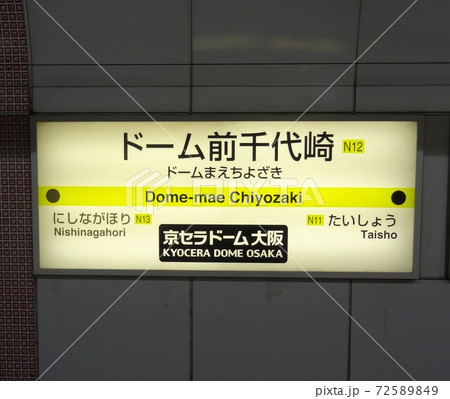 ドーム前千代崎 N12
ドームまえちよざき
Dome-mae Chiyozaki
にしながほり N13
Nishinagahori
N11 たいしょう
Taisho
京セラドーム大阪
KYOCERA DOME OSAKA
PIXTA
pixta.jp - 72589849